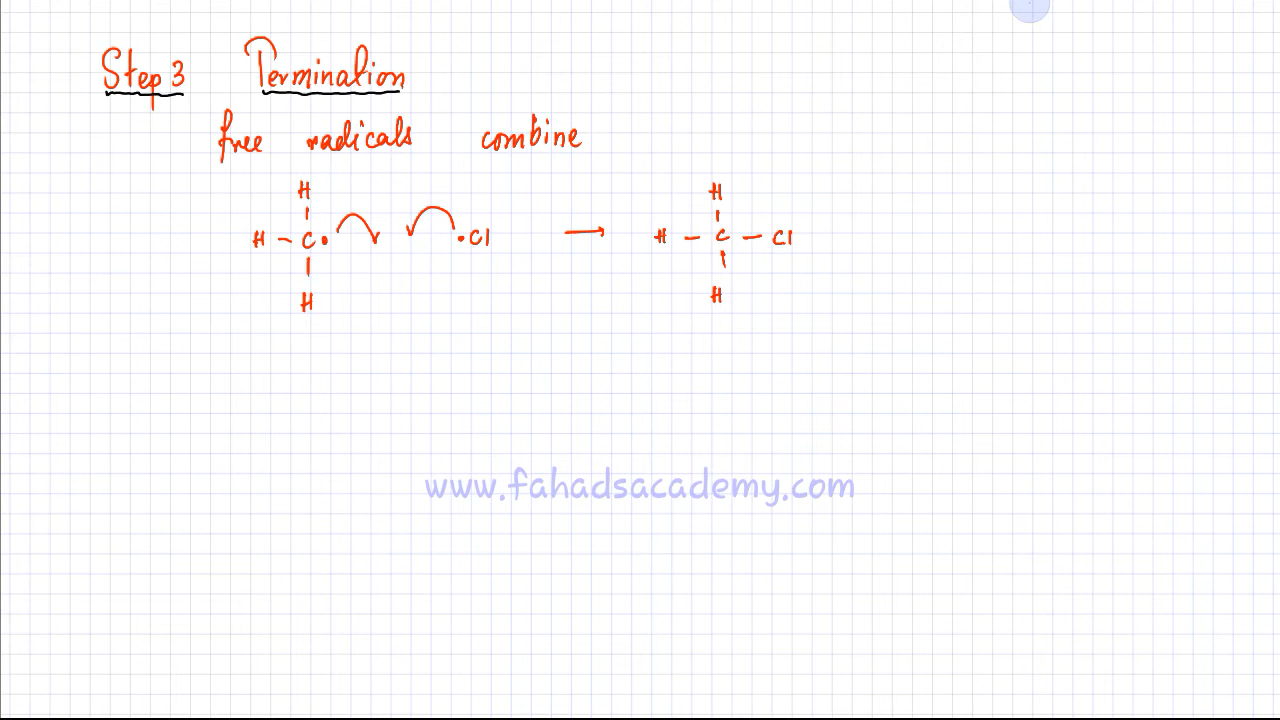 Step 3 Termination
free radicals combine
H H
H - C • • Cl → H - C - Cl
H H
www.fahadsacademy.com